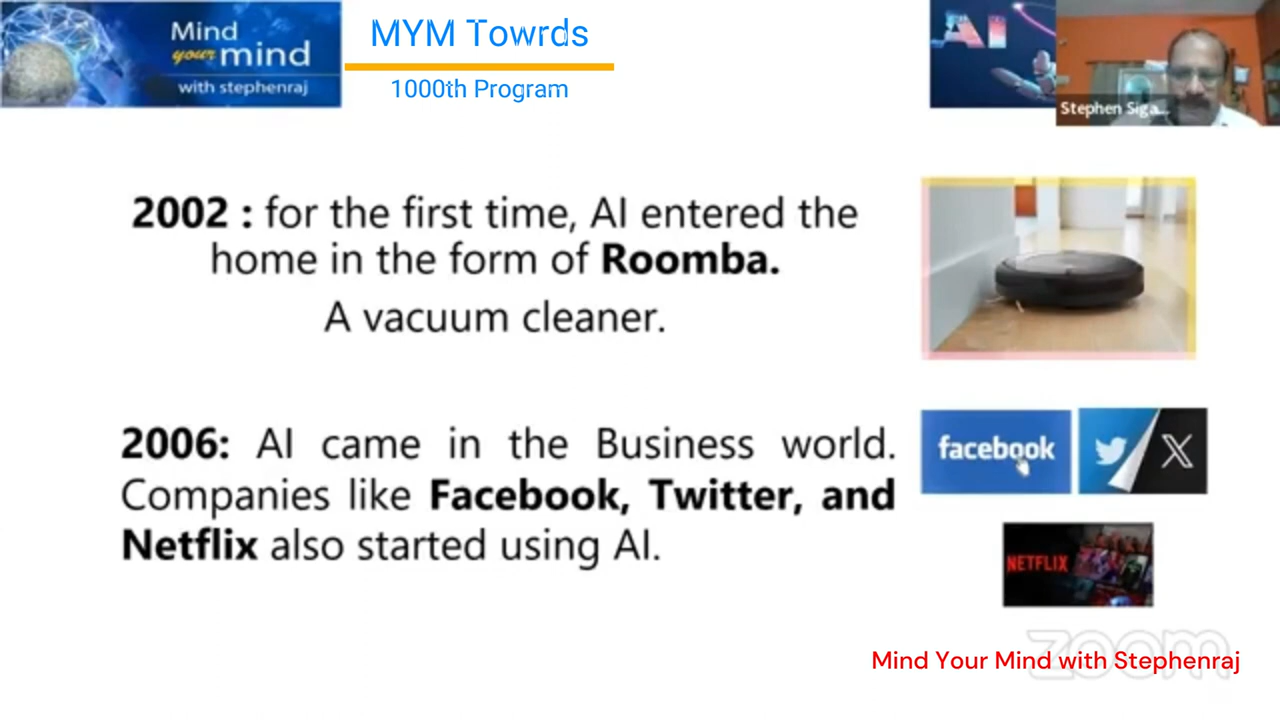 Mind
your mind
with stephenraj
MYM Towrds
1000th Program
AI
Stephen Siga...
2002 : for the first time, AI entered the
home in the form of Roomba.
A vacuum cleaner.
2006: AI came in the Business world.
Companies like Facebook, Twitter, and
Netflix also started using AI.
facebook
X
NETFLIX
zoom
Mind Your Mind with Stephenraj